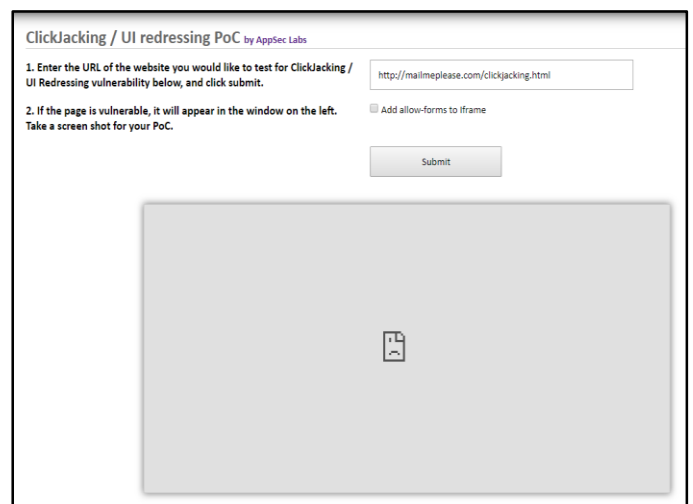 ClickJacking / UI redressing PoC by AppSec Labs
1. Enter the URL of the website you would like to test for ClickJacking /
UI Redressing vulnerability below, and click submit.
http://mailmeplease.com/clickjacking.html
2. If the page is vulnerable, it will appear in the window on the left.
Take a screen shot for your PoC.
Add allow-forms to Iframe
Submit